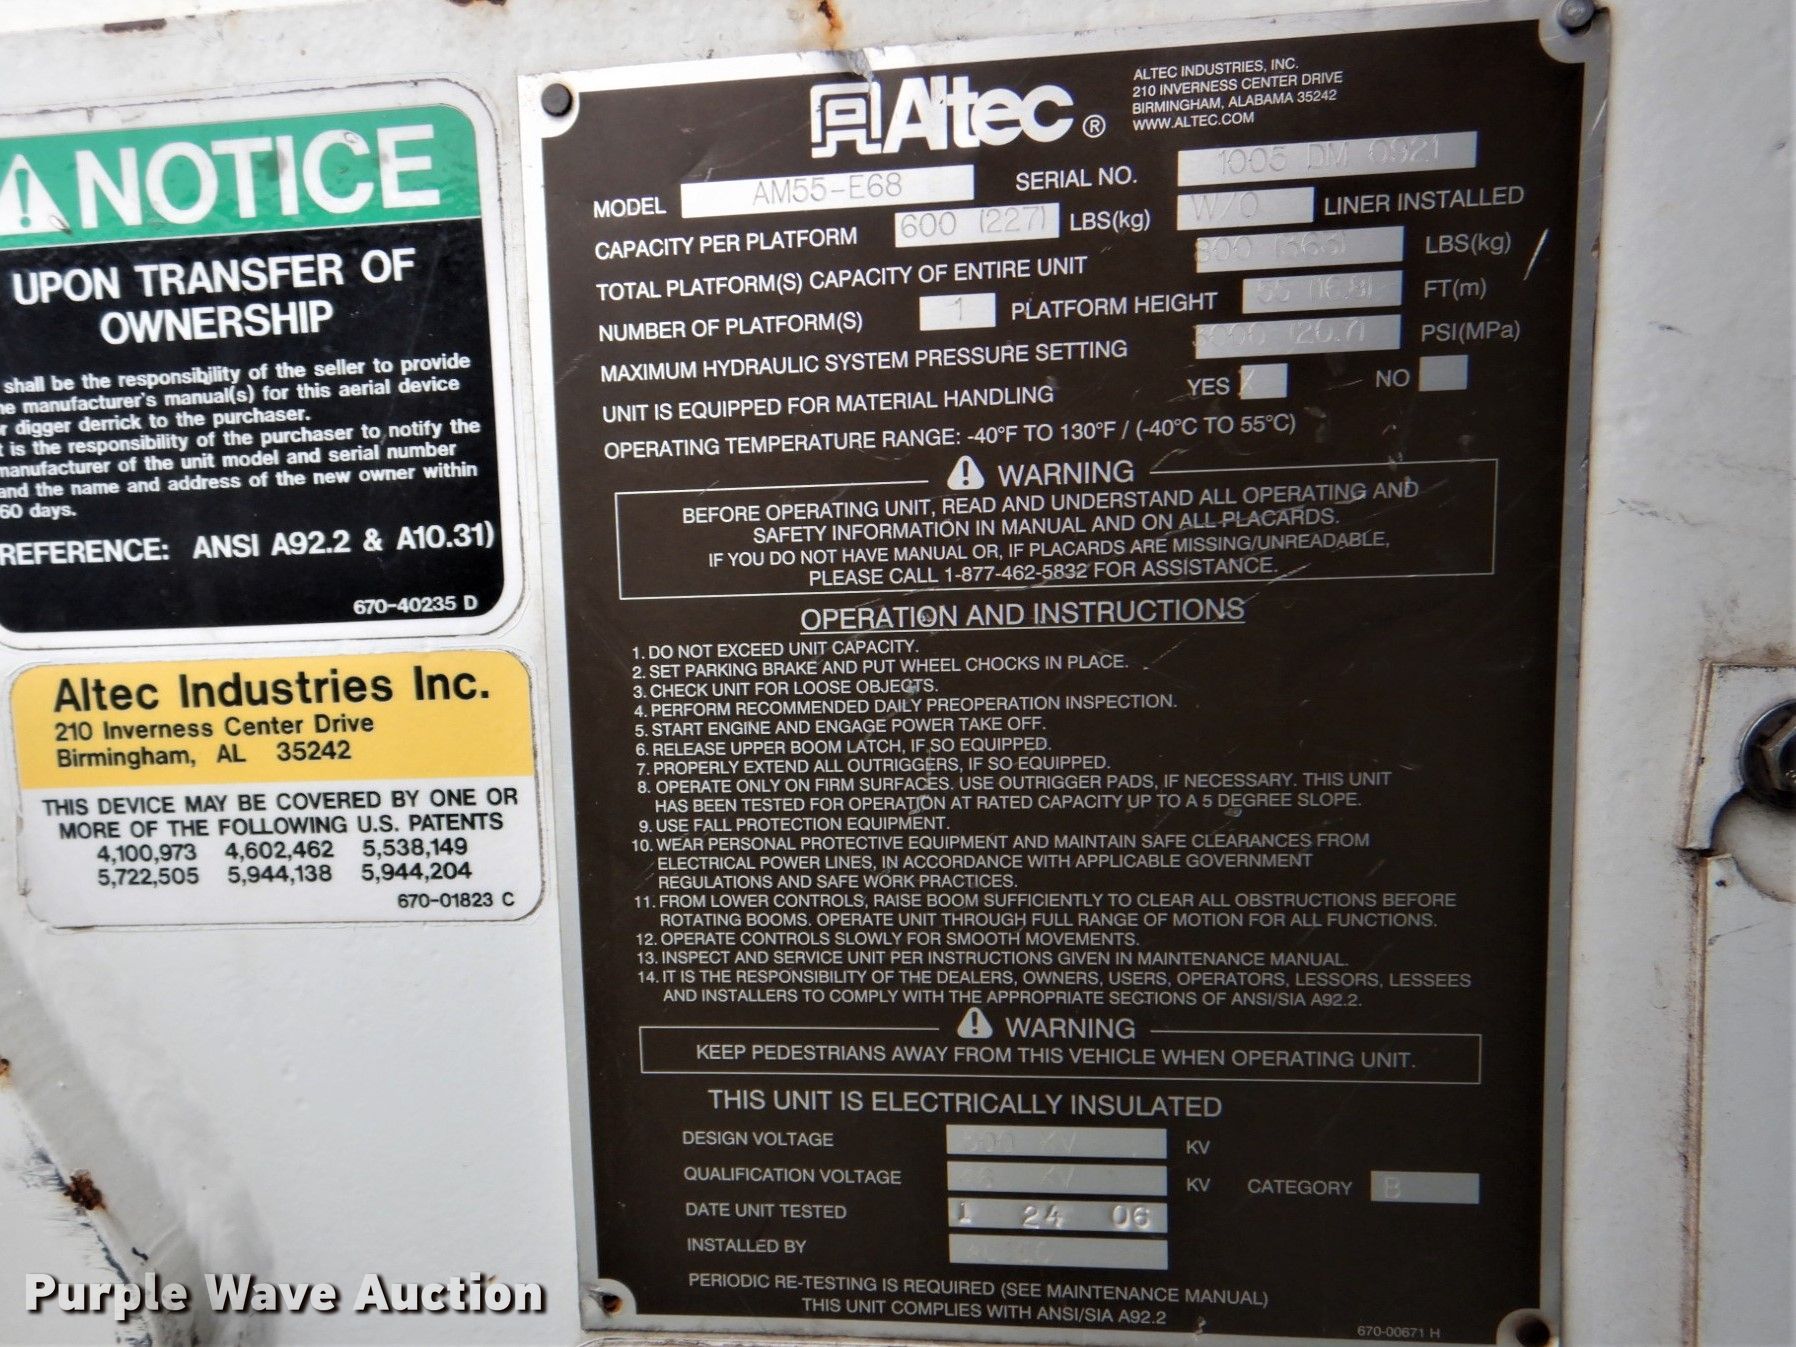 NOTICE
UPON TRANSFER OF
OWNERSHIP
shall be the responsibility of the seller to provide
manufacturer's manual(s) for this aerial device
digger derrick to the purchaser.
is the responsibility of the purchaser to notify the
manufacturer of the unit model and serial number
and the name and address of the new owner within
60 days.
REFERENCE: ANSI A92.2 & A10.31)
670-40235 D
Altec Industries Inc.
210 Inverness Center Drive
Birmingham, AL 35242
THIS DEVICE MAY BE COVERED BY ONE OR
MORE OF THE FOLLOWING U.S. PATENTS
4,100,973 4,602,462 5,538,149
5,722,505 5,944,138 5,944,204
670-01823 C
Altec ®
ALTEC INDUSTRIES, INC.
210 INVERNESS CENTER DRIVE
BIRMINGHAM, ALABAMA 35242
WWW.ALTEC.COM
MODEL AM55-E68 SERIAL NO. 1005 DM 0921
CAPACITY PER PLATFORM 600 (227) LBS(kg) W/O LINER INSTALLED
TOTAL PLATFORM(S) CAPACITY OF ENTIRE UNIT 800 (363) LBS(kg)
NUMBER OF PLATFORM(S) 1 PLATFORM HEIGHT 55 (16.8) FT(m)
MAXIMUM HYDRAULIC SYSTEM PRESSURE SETTING 3000 (20.7) PSI(MPa)
UNIT IS EQUIPPED FOR MATERIAL HANDLING YES X NO
OPERATING TEMPERATURE RANGE: -40°F TO 130°F / (-40°C TO 55°C)
WARNING
BEFORE OPERATING UNIT, READ AND UNDERSTAND ALL OPERATING AND
SAFETY INFORMATION IN MANUAL AND ON ALL PLACARDS.
IF YOU DO NOT HAVE MANUAL OR, IF PLACARDS ARE MISSING/UNREADABLE,
PLEASE CALL 1-877-462-5832 FOR ASSISTANCE.
OPERATION AND INSTRUCTIONS
1. DO NOT EXCEED UNIT CAPACITY.
2. SET PARKING BRAKE AND PUT WHEEL CHOCKS IN PLACE.
3. CHECK UNIT FOR LOOSE OBJECTS.
4. PERFORM RECOMMENDED DAILY PREOPERATION INSPECTION.
5. START ENGINE AND ENGAGE POWER TAKE OFF.
6. RELEASE UPPER BOOM LATCH, IF SO EQUIPPED.
7. PROPERLY EXTEND ALL OUTRIGGERS, IF SO EQUIPPED.
8. OPERATE ONLY ON FIRM SURFACES. USE OUTRIGGER PADS, IF NECESSARY. THIS UNIT
HAS BEEN TESTED FOR OPERATION AT RATED CAPACITY UP TO A 5 DEGREE SLOPE.
9. USE FALL PROTECTION EQUIPMENT.
10. WEAR PERSONAL PROTECTIVE EQUIPMENT AND MAINTAIN SAFE CLEARANCES FROM
ELECTRICAL POWER LINES, IN ACCORDANCE WITH APPLICABLE GOVERNMENT
REGULATIONS AND SAFE WORK PRACTICES.
11. FROM LOWER CONTROLS, RAISE BOOM SUFFICIENTLY TO CLEAR ALL OBSTRUCTIONS BEFORE
ROTATING BOOMS. OPERATE UNIT THROUGH FULL RANGE OF MOTION FOR ALL FUNCTIONS.
12. OPERATE CONTROLS SLOWLY FOR SMOOTH MOVEMENTS.
13. INSPECT AND SERVICE UNIT PER INSTRUCTIONS GIVEN IN MAINTENANCE MANUAL.
14. IT IS THE RESPONSIBILITY OF THE DEALERS, OWNERS, USERS, OPERATORS, LESSORS, LESSEES
AND INSTALLERS TO COMPLY WITH THE APPROPRIATE SECTIONS OF ANSI/SIA A92.2.
WARNING
KEEP PEDESTRIANS AWAY FROM THIS VEHICLE WHEN OPERATING UNIT.
THIS UNIT IS ELECTRICALLY INSULATED
DESIGN VOLTAGE KV KV
QUALIFICATION VOLTAGE 46 KV KV CATEGORY B
DATE UNIT TESTED 1 24 06
INSTALLED BY
PERIODIC RE-TESTING IS REQUIRED (SEE MAINTENANCE MANUAL)
THIS UNIT COMPLIES WITH ANSI/SIA A92.2
670-00671 H
Purple Wave Auction